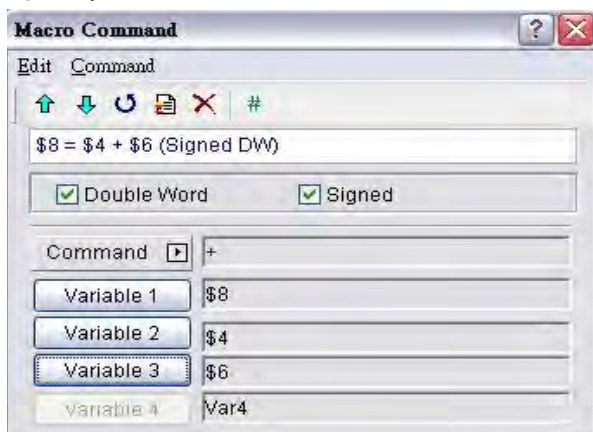 Macro Command
Edit Command
#
$8 = $4 + $6 (Signed DW)
Double Word Signed
Command +
Variable 1 $8
Variable 2 $4
Variable 3 $6
Variable 4 Var4